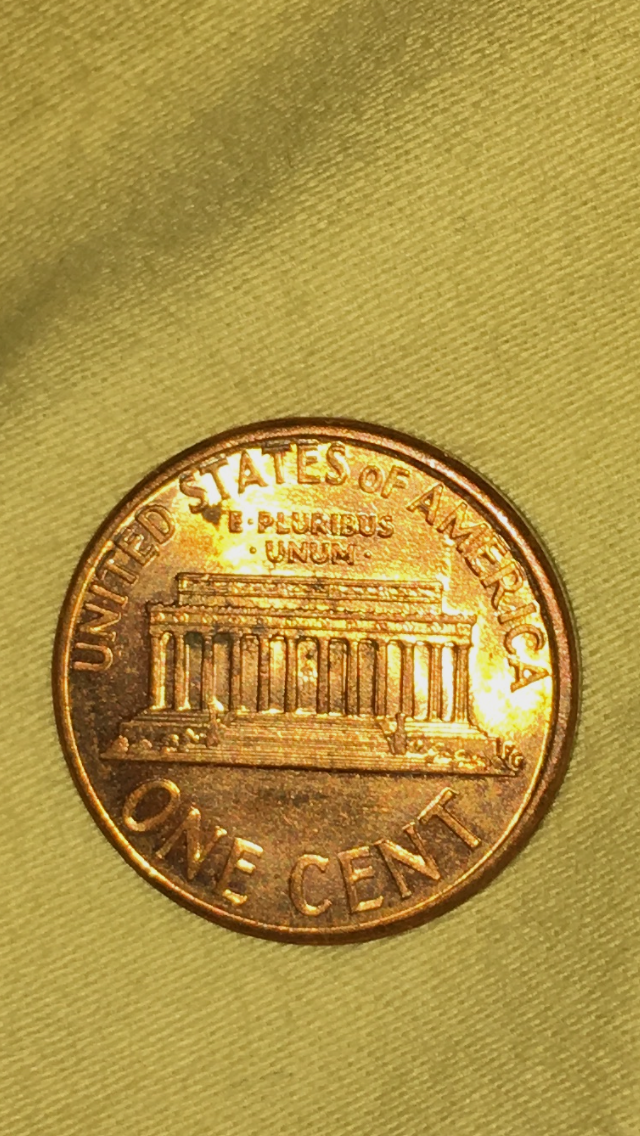 UNITED STATES OF AMERICA
E·PLURIBUS
·UNUM·
ONE CENT